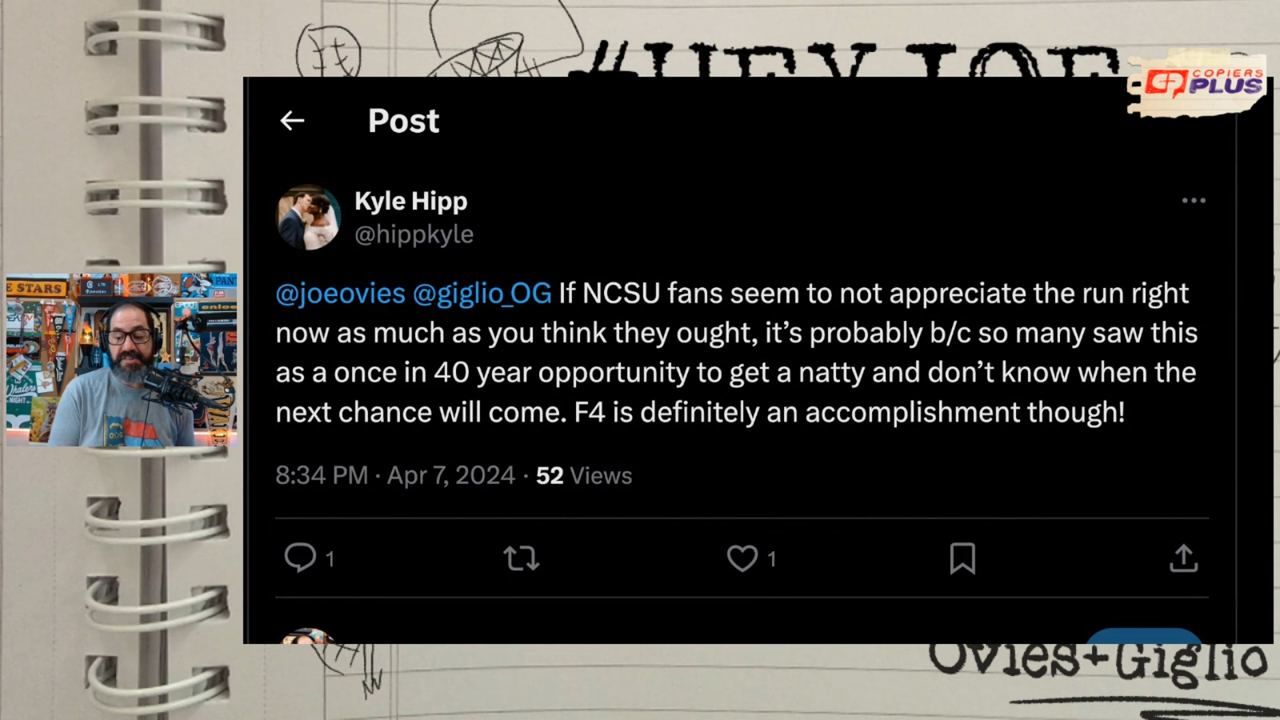 #HEY JOE
COPIERS
PLUS
Post
Kyle Hipp
@hippkyle
@joeovies @giglio_OG If NCSU fans seem to not appreciate the run right
now as much as you think they ought, it’s probably b/c so many saw this
as a once in 40 year opportunity to get a natty and don’t know when the
next chance will come. F4 is definitely an accomplishment though!
8:34 PM · Apr 7, 2024 · 52 Views
1
1
E STARS
Ovies+Giglio